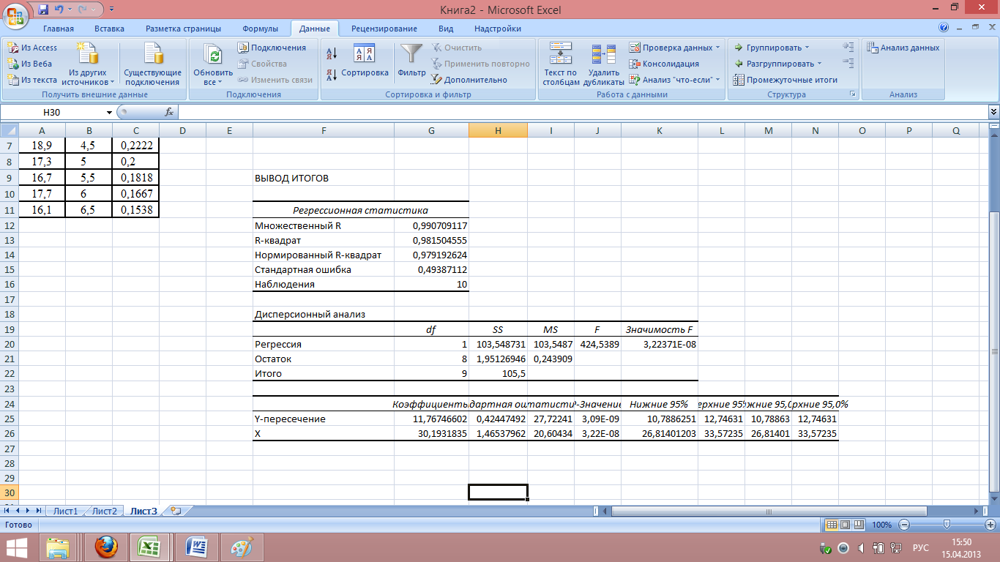 Книга2 - Microsoft Excel
Главная Вставка Разметка страницы Формулы Данные Рецензирование Вид Надстройки
Из Access
Из Веба
Из текста
Из других источников
Существующие подключения
Получить внешние данные
Обновить все
Подключения
Свойства
Изменить связи
Подключения
Сортировка
Фильтр
Очистить
Применить повторно
Дополнительно
Сортировка и фильтр
Текст по столбцам
Удалить дубликаты
Проверка данных
Консолидация
Анализ "что-если"
Работа с данными
Группировать
Разгруппировать
Промежуточные итоги
Структура
Анализ данных
Анализ
H30 fx
A B C D E F G H I J K L M N O P Q
7 18,9 4,5 0,2222
8 17,3 5 0,2
9 16,7 5,5 0,1818 ВЫВОД ИТОГОВ
10 17,7 6 0,1667
11 16,1 6,5 0,1538 Регрессионная статистика
12 Множественный R 0,990709117
13 R-квадрат 0,981504555
14 Нормированный R-квадрат 0,979192624
15 Стандартная ошибка 0,49387112
16 Наблюдения 10
17
18 Дисперсионный анализ
19 df SS MS F Значимость F
20 Регрессия 1 103,548731 103,5487 424,5389 3,22371E-08
21 Остаток 8 1,95126946 0,243909
22 Итого 9 105,5
23
24 Коэффициенты дартная ош татисти Р-Значение Нижние 95% ерхние 95% жние 95,0 рхние 95,0%
25 Y-пересечение 11,76746602 0,42447492 27,72241 3,09E-09 10,7886251 12,74631 10,78863 12,74631
26 X 30,1931835 1,46537962 20,60434 3,22E-08 26,81401203 33,57235 26,81401 33,57235
27
28
29
30
Лист1 Лист2 Лист3
Готово 100%
РУС
15:50
15.04.2013